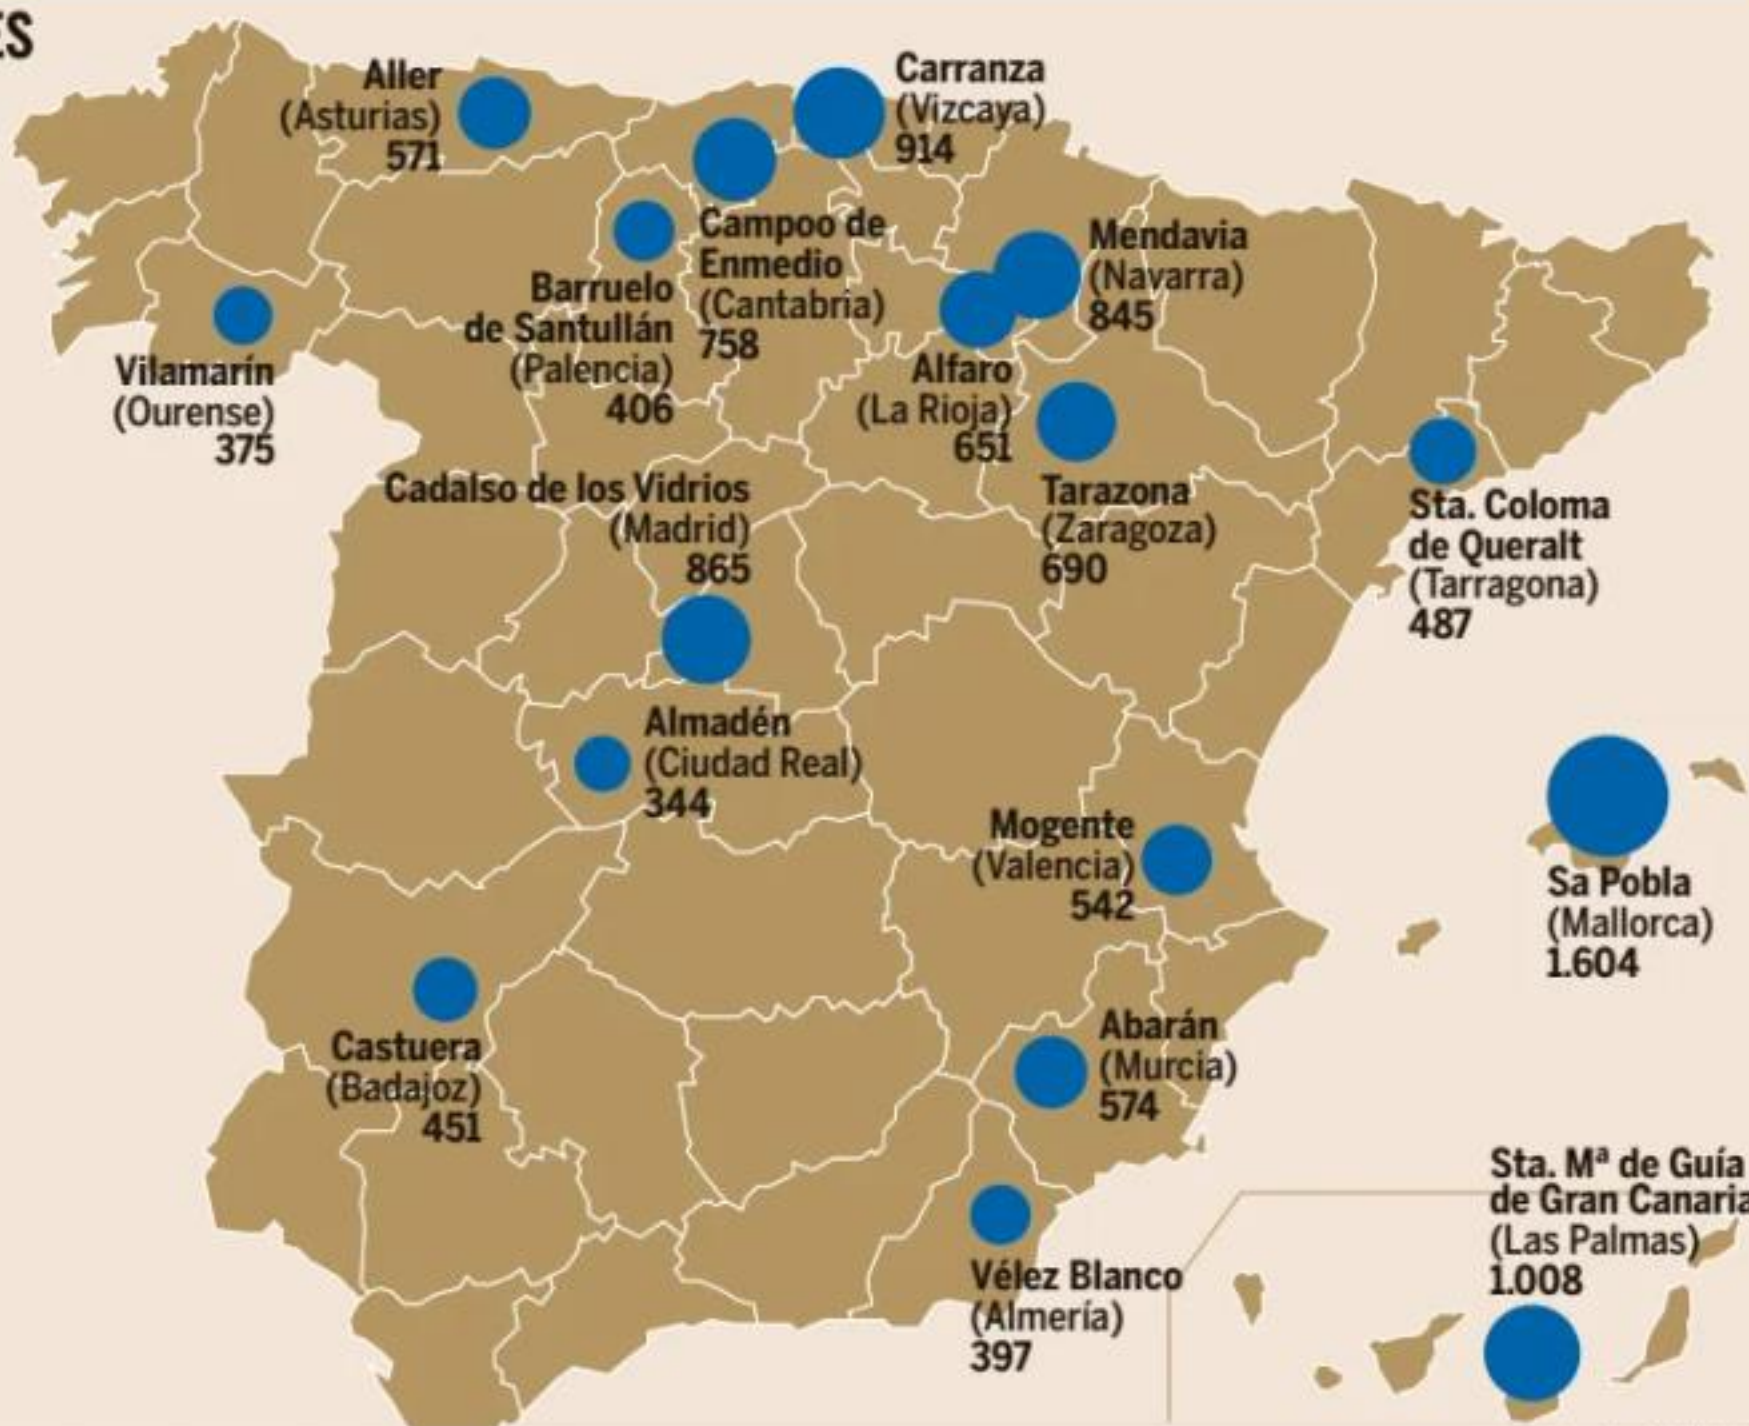 ES
Aller
(Asturias)
571
Carranza
(Vizcaya)
914
Campoo de
Enmedio
(Cantabria)
758
Barruelo
de Santullán
(Palencia)
406
Mendavia
(Navarra)
845
Vilamarín
(Ourense)
375
Alfaro
(La Rioja)
651
Tarazona
(Zaragoza)
690
Cadalso de los Vidrios
(Madrid)
865
Sta. Coloma
de Queralt
(Tarragona)
487
Almadén
(Ciudad Real)
344
Mogente
(Valencia)
542
Sa Pobla
(Mallorca)
1.604
Castuera
(Badajoz)
451
Abarán
(Murcia)
574
Vélez Blanco
(Almería)
397
Sta. Mª de Guía
de Gran Canaria
(Las Palmas)
1.008